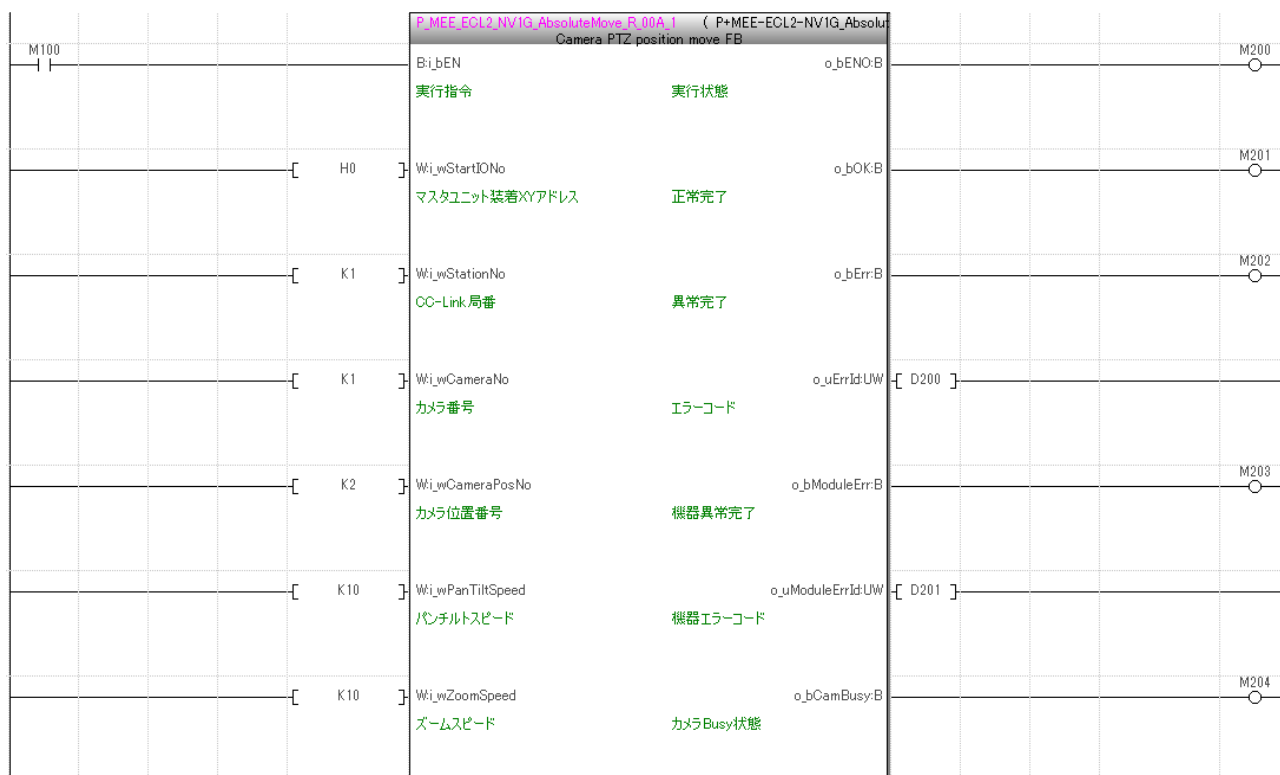 P_MEE_ECL2_NV1G_AbsoluteMove_R_00A_1 ( P+MEE-ECL2-NV1G_Absolut
Camera PTZ position move FB
M100 B:i_bEN o_bENO:B M200
実行指令 実行状態
H0 W:i_wStartIONo o_bOK:B M201
マスタユニット装着XYアドレス 正常完了
K1 W:i_wStationNo o_bErr:B M202
CC-Link局番 異常完了
K1 W:i_wCameraNo o_uErrId:UW D200
カメラ番号 エラーコード
K2 W:i_wCameraPosNo o_bModuleErr:B M203
カメラ位置番号 機器異常完了
K10 W:i_wPanTiltSpeed o_uModuleErrId:UW D201
パンチルトスピード 機器エラーコード
K10 W:i_wZoomSpeed o_bCamBusy:B M204
ズームスピード カメラBusy状態